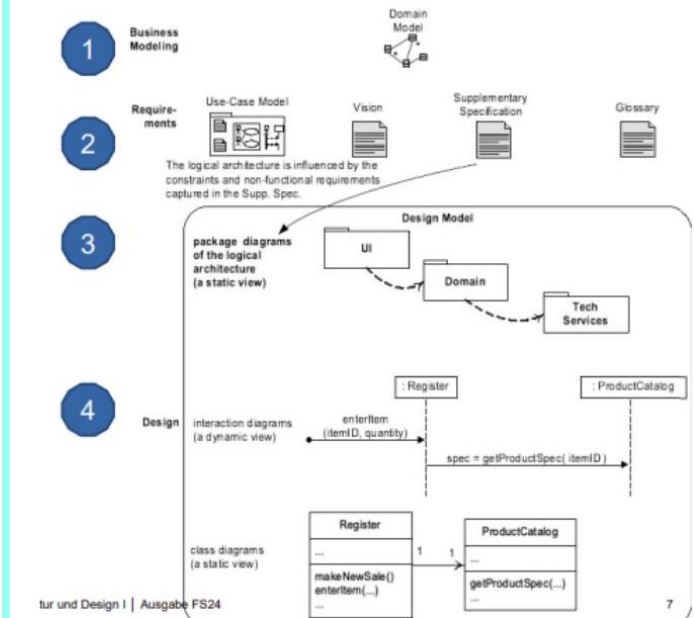 1
Business
Modeling
Domain
Model
*
*
2
Require-
ments
Use-Case Model
Vision
Supplementary
Specification
Glossary
The logical architecture is influenced by the
constraints and non-functional requirements
captured in the Supp. Spec.
3
Design Model
package diagrams
of the logical
architecture
(a static view)
UI
Domain
Tech
Services
4
Design
interaction diagrams
(a dynamic view)
: Register
: ProductCatalog
enterItem
(itemID, quantity)
spec = getProductSpec( itemID )
class diagrams
(a static view)
Register
...
makeNewSale()
enterItem(...)
...
1
1
ProductCatalog
...
getProductSpec(...)
...
tur und Design I | Ausgabe FS24
7